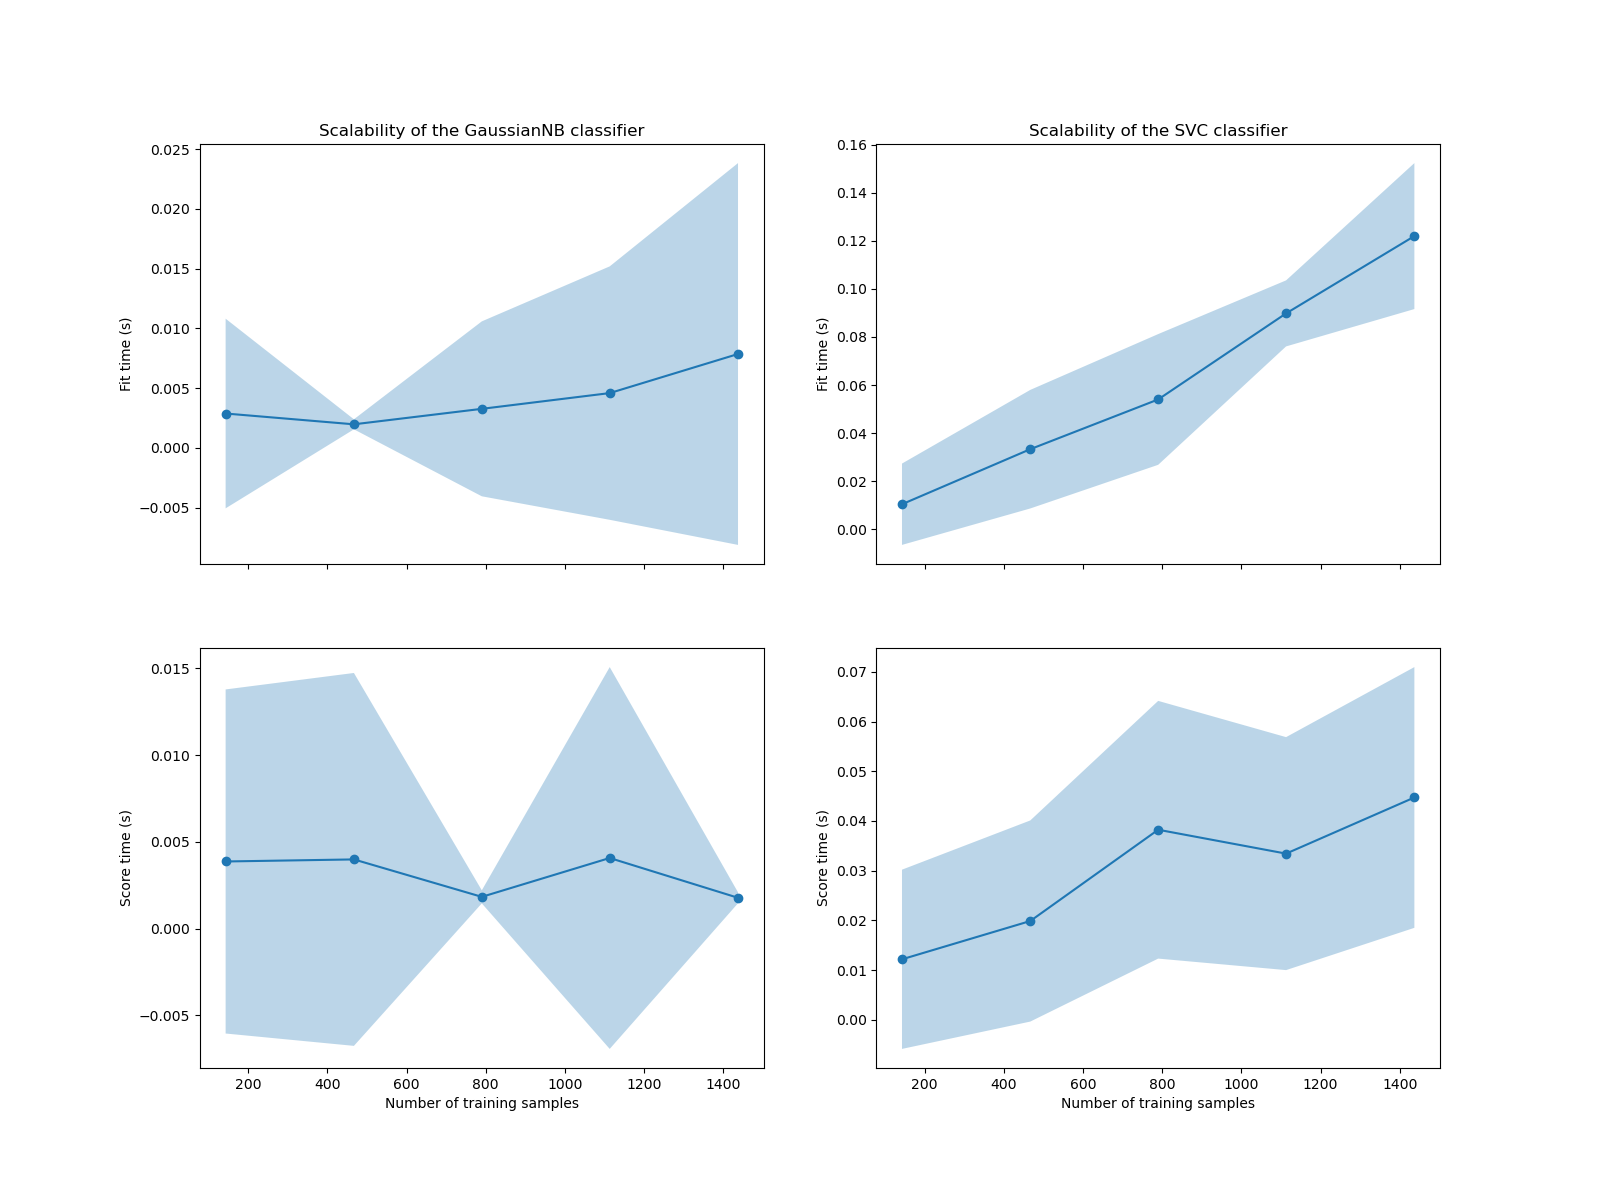 Scalability of the GaussianNB classifier
0.025
0.020
0.015
0.010
0.005
0.000
−0.005
Fit time (s)
Scalability of the SVC classifier
0.16
0.14
0.12
0.10
0.08
0.06
0.04
0.02
0.00
Fit time (s)
0.015
0.010
0.005
0.000
−0.005
Score time (s)
200 400 600 800 1000 1200 1400
Number of training samples
0.07
0.06
0.05
0.04
0.03
0.02
0.01
0.00
Score time (s)
200 400 600 800 1000 1200 1400
Number of training samples